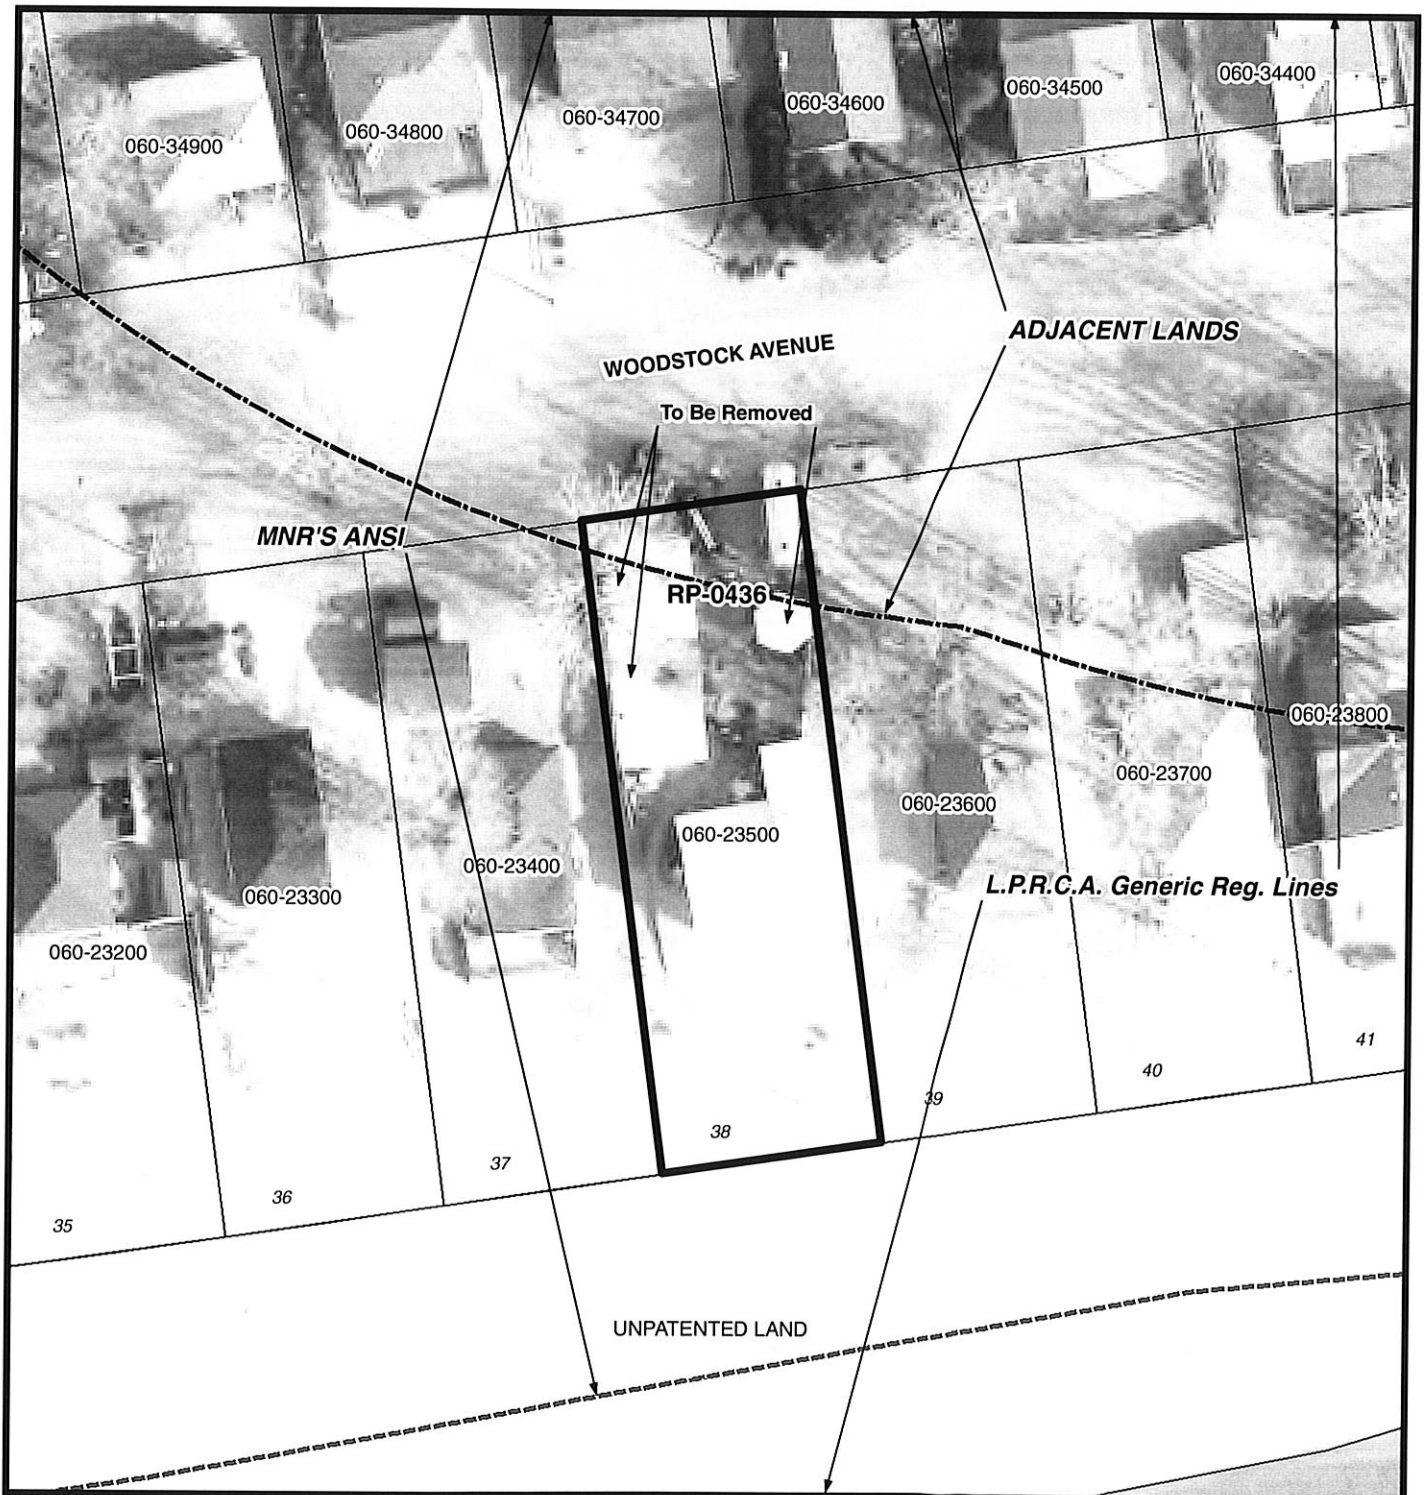 060-34400
060-34500
060-34600
060-34700
060-34800
060-34900
ADJACENT LANDS
WOODSTOCK AVENUE
To Be Removed
MNR'S ANSI
RP-0436
060-23800
060-23700
060-23600
060-23500
060-23400
L.P.R.C.A. Generic Reg. Lines
060-23300
060-23200
41
40
39
38
37
36
35
UNPATENTED LAND